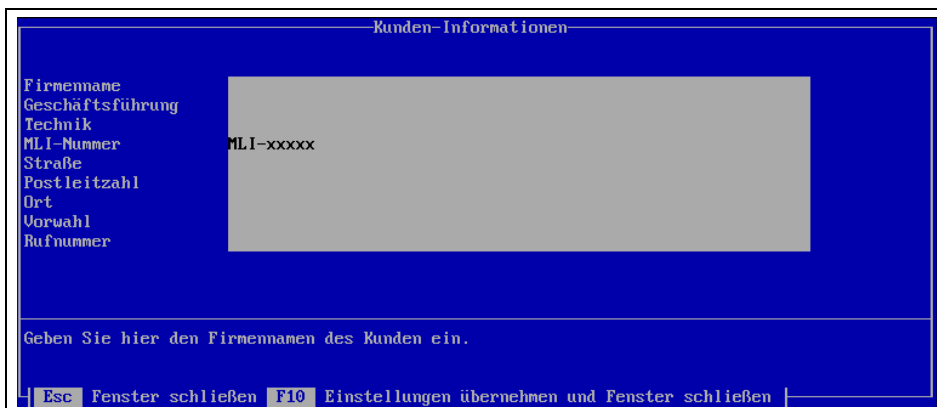 Kunden-Informationen
Firmenname
Geschäftsführung
Technik
MLI-Nummer MLI-xxxxx
Straße
Postleitzahl
Ort
Vorwahl
Rufnummer
Geben Sie hier den Firmennamen des Kunden ein.
Esc Fenster schließen F10 Einstellungen übernehmen und Fenster schließen